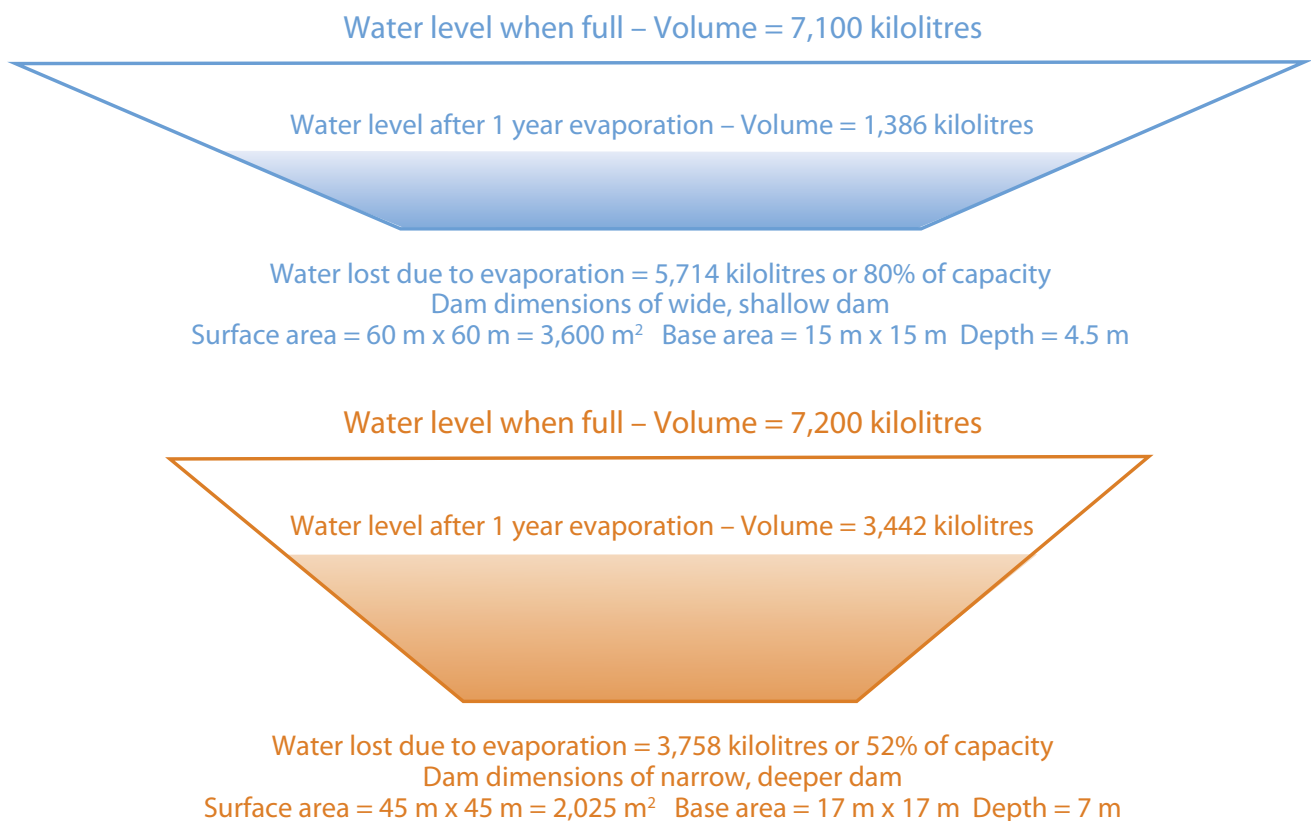 Water level when full – Volume = 7,100 kilolitres
Water level after 1 year evaporation – Volume = 1,386 kilolitres
Water lost due to evaporation = 5,714 kilolitres or 80% of capacity
Dam dimensions of wide, shallow dam
Surface area = 60 m x 60 m = 3,600 m² Base area = 15 m x 15 m Depth = 4.5 m
Water level when full – Volume = 7,200 kilolitres
Water level after 1 year evaporation – Volume = 3,442 kilolitres
Water lost due to evaporation = 3,758 kilolitres or 52% of capacity
Dam dimensions of narrow, deeper dam
Surface area = 45 m x 45 m = 2,025 m² Base area = 17 m x 17 m Depth = 7 m